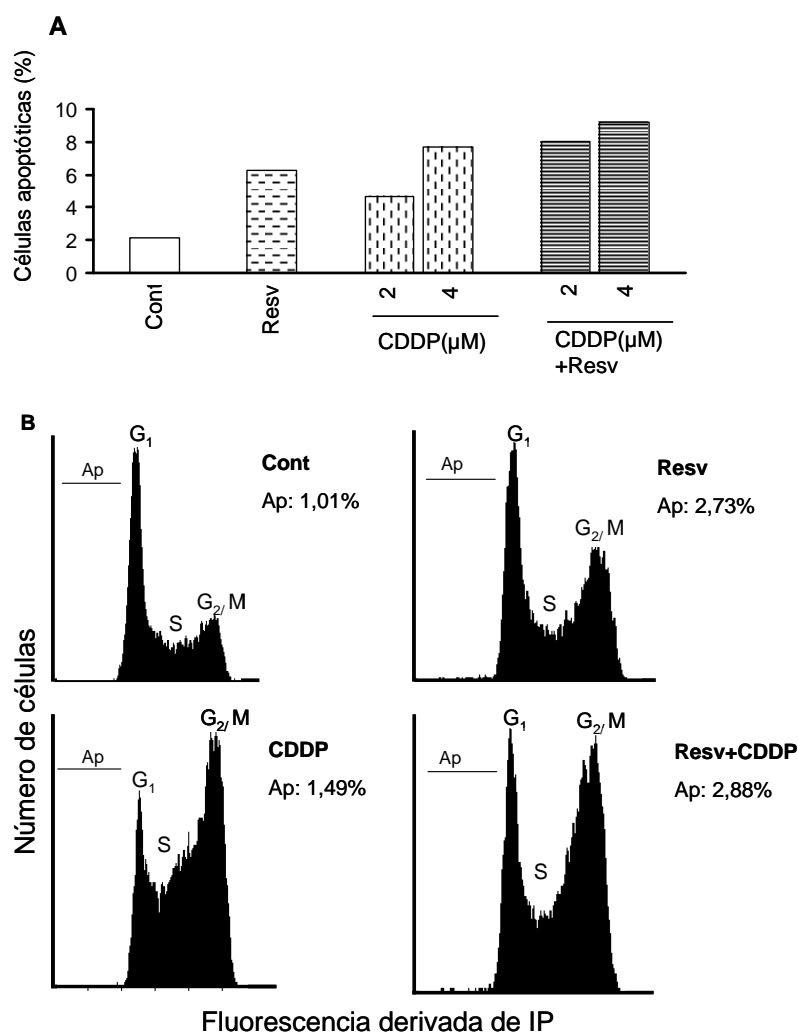 A
Células apoptóticas (%)
10
8
6
4
2
0
Cont
Resv
2
4
2
4
CDDP(µM)
CDDP(µM)
+Resv
B
G1
Ap
Cont
Ap: 1,01%
S
G2/ M
G1
Ap
Resv
Ap: 2,73%
G2/ M
S
Número de células
G2/ M
Ap
CDDP
G1
Ap: 1,49%
S
G1
G2/ M
Ap
Resv+CDDP
Ap: 2,88%
S
Fluorescencia derivada de IP